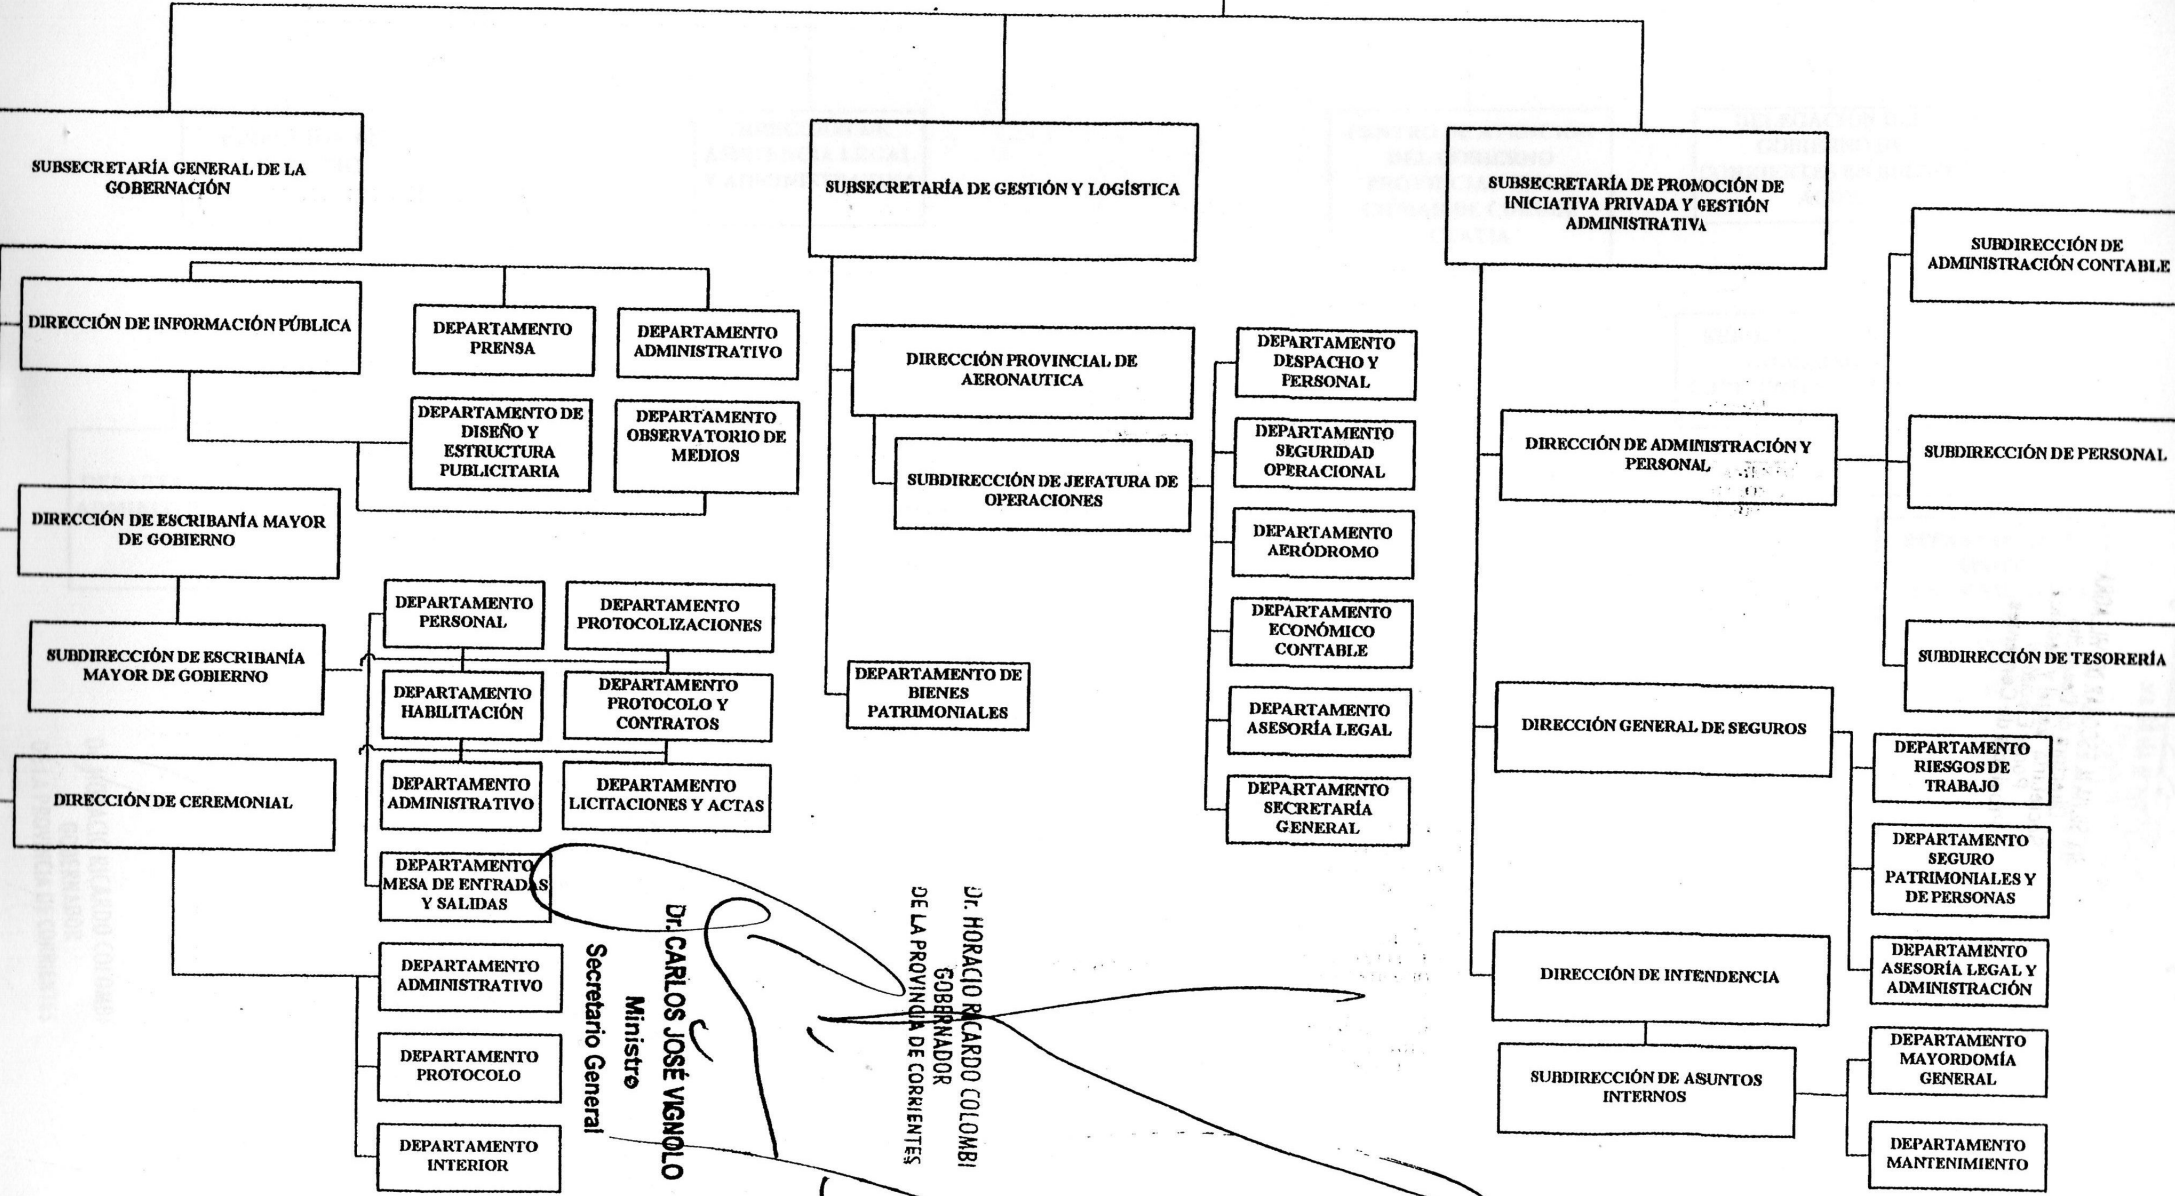 SUBSECRETARÍA GENERAL DE LA
GOBERNACIÓN
DIRECCIÓN DE INFORMACIÓN PÚBLICA
DEPARTAMENTO
PRENSA
DEPARTAMENTO
ADMINISTRATIVO
DEPARTAMENTO DE
DISEÑO Y
ESTRUCTURA
PUBLICITARIA
DEPARTAMENTO
OBSERVATORIO DE
MEDIOS
DIRECCIÓN DE ESCRIBANÍA MAYOR
DE GOBIERNO
SUBDIRECCIÓN DE ESCRIBANÍA
MAYOR DE GOBIERNO
DEPARTAMENTO
PERSONAL
DEPARTAMENTO
PROTOCOLIZACIONES
DEPARTAMENTO
HABILITACIÓN
DEPARTAMENTO
PROTOCOLO Y
CONTRATOS
DEPARTAMENTO
ADMINISTRATIVO
DEPARTAMENTO
LICITACIONES Y ACTAS
DEPARTAMENTO
MESA DE ENTRADAS
Y SALIDAS
DIRECCIÓN DE CEREMONIAL
DEPARTAMENTO
ADMINISTRATIVO
DEPARTAMENTO
PROTOCOLO
DEPARTAMENTO
INTERIOR
SUBSECRETARÍA DE GESTIÓN Y LOGÍSTICA
DIRECCIÓN PROVINCIAL DE
AERONAUTICA
SUBDIRECCIÓN DE JEFATURA DE
OPERACIONES
DEPARTAMENTO
DESPACHO Y
PERSONAL
DEPARTAMENTO
SEGURIDAD
OPERACIONAL
DEPARTAMENTO
AERÓDROMO
DEPARTAMENTO
ECONÓMICO
CONTABLE
DEPARTAMENTO
ASESORÍA LEGAL
DEPARTAMENTO
SECRETARÍA
GENERAL
DEPARTAMENTO DE
BIENES
PATRIMONIALES
SUBSECRETARÍA DE PROMOCIÓN DE
INICIATIVA PRIVADA Y GESTIÓN
ADMINISTRATIVA
DIRECCIÓN DE ADMINISTRACIÓN Y
PERSONAL
SUBDIRECCIÓN DE
ADMINISTRACIÓN CONTABLE
SUBDIRECCIÓN DE PERSONAL
SUBDIRECCIÓN DE TESORERÍA
DIRECCIÓN GENERAL DE SEGUROS
DEPARTAMENTO
RIESGOS DE
TRABAJO
DEPARTAMENTO
SEGURO
PATRIMONIALES Y
DE PERSONAS
DEPARTAMENTO
ASESORÍA LEGAL Y
ADMINISTRACIÓN
DIRECCIÓN DE INTENDENCIA
SUBDIRECCIÓN DE ASUNTOS
INTERNOS
DEPARTAMENTO
MAYORDOMÍA
GENERAL
DEPARTAMENTO
MANTENIMIENTO
Dr. CARLOS JOSÉ VIGNOLO
Ministro
Secretario General
Dr. HORACIO RICARDO COLOMBI
GOBERNADOR
DE LA PROVINCIA DE CORRIENTES